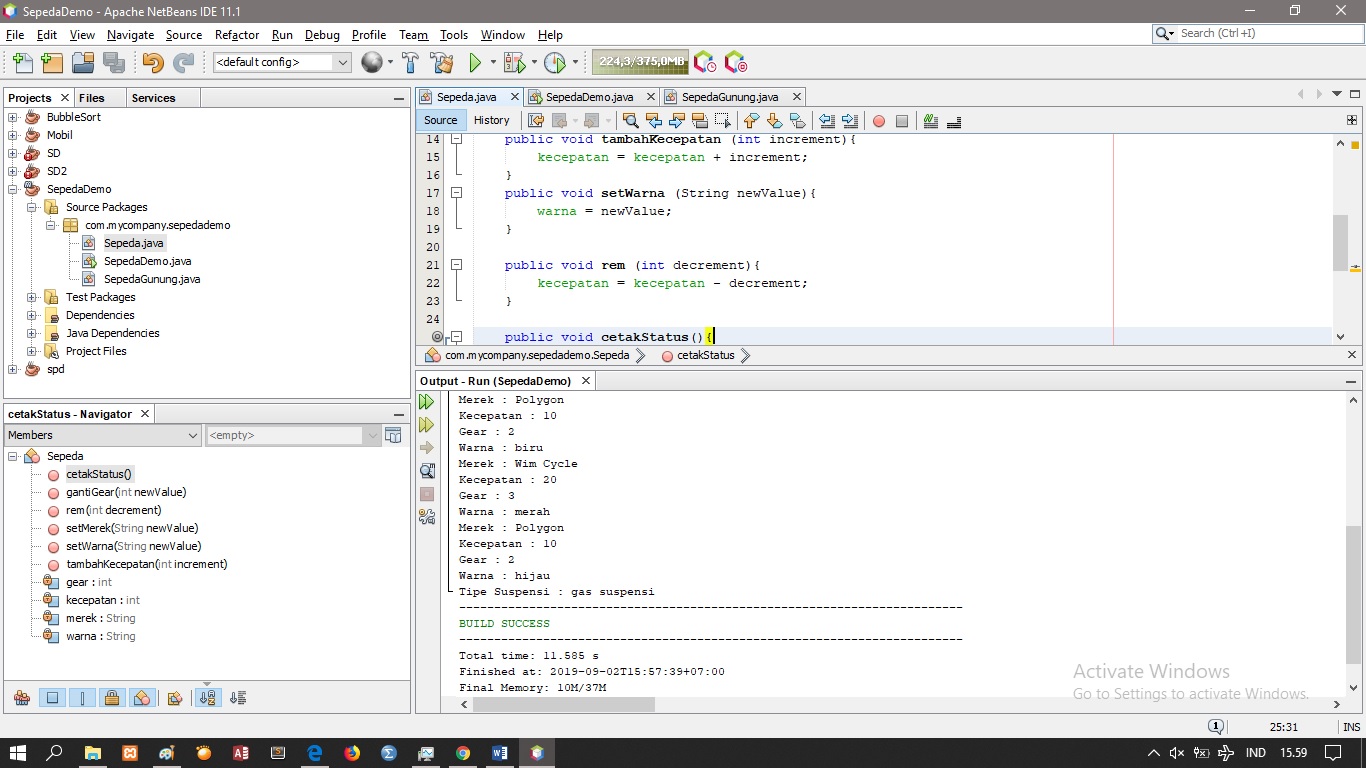 SepedaDemo - Apache NetBeans IDE 11.1
File Edit View Navigate Source Refactor Run Debug Profile Team Tools Window Help
Search (Ctrl+I)
<default config>
224,3/375,0MB
Projects Files Services
BubbleSort
Mobil
SD
SD2
SepedaDemo
Source Packages
com.mycompany.sepedademo
Sepeda.java
SepedaDemo.java
SepedaGunung.java
Test Packages
Dependencies
Java Dependencies
Project Files
spd
cetakStatus - Navigator
Members <empty>
Sepeda
cetakStatus()
gantiGear(int newValue)
rem(int decrement)
setMerek(String newValue)
setWarna(String newValue)
tambahKecepatan(int increment)
gear : int
kecepatan : int
merek : String
warna : String
Sepeda.java SepedaDemo.java SepedaGunung.java
Source History
14 public void tambahKecepatan (int increment){
15 kecepatan = kecepatan + increment;
16 }
17 public void setWarna (String newValue){
18 warna = newValue;
19 }
20
21 public void rem (int decrement){
22 kecepatan = kecepatan - decrement;
23 }
24
public void cetakStatus(){
com.mycompany.sepedademo.Sepeda cetakStatus
Output - Run (SepedaDemo)
Merek : Polygon
Kecepatan : 10
Gear : 2
Warna : biru
Merek : Wim Cycle
Kecepatan : 20
Gear : 3
Warna : merah
Merek : Polygon
Kecepatan : 10
Gear : 2
Warna : hijau
Tipe Suspensi : gas suspensi
------------------------------------------------------------------------
BUILD SUCCESS
------------------------------------------------------------------------
Total time: 11.585 s
Finished at: 2019-09-02T15:57:39+07:00
Final Memory: 10M/37M
Activate Windows
Go to Settings to activate Windows.
1 25:31 INS
IND 15.59